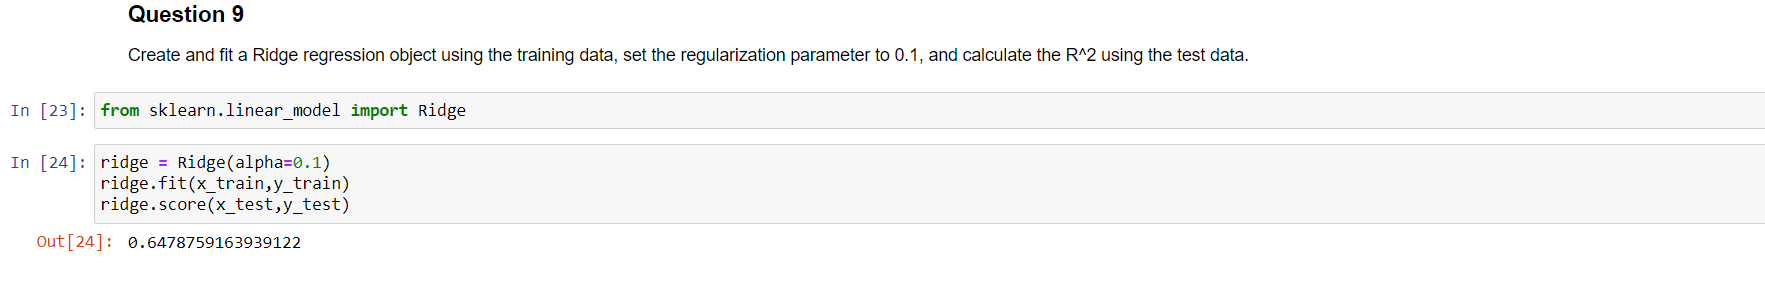 Question 9
Create and fit a Ridge regression object using the training data, set the regularization parameter to 0.1, and calculate the R^2 using the test data.
In [23]: from sklearn.linear_model import Ridge
In [24]: ridge = Ridge(alpha=0.1)
ridge.fit(x_train,y_train)
ridge.score(x_test,y_test)
Out[24]: 0.6478759163939122